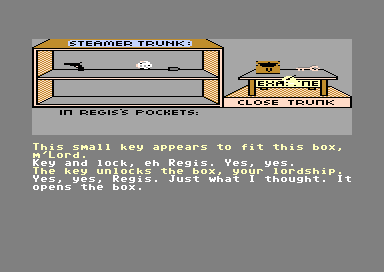 STEAMER TRUNK:
EXAMINE
CLOSE TRUNK
IN REGIS'S POCKETS:
This small key appears to fit this box,
m'Lord.
Key and lock, eh Regis. Yes, yes.
The key unlocks the box, your lordship.
Yes, yes, Regis. Just what I thought. It
opens the box.